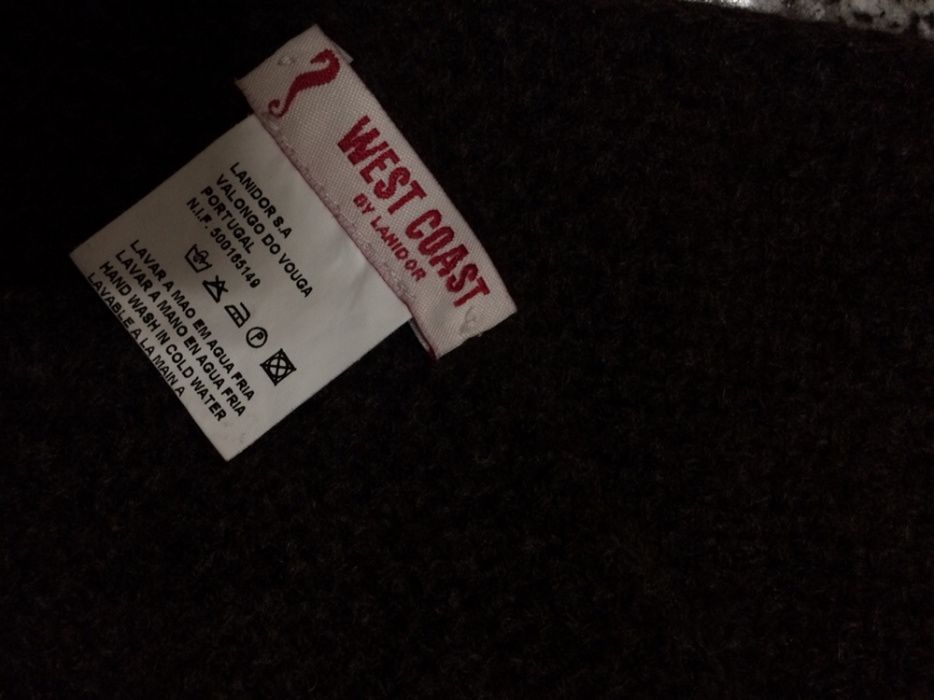 WEST COAST
BY LANIDOR
LANIDOR S.A
VALONGO DO VOUGA
PORTUGAL
N.I.F. 500165149
P
LAVAR A MAO EM AGUA FRIA
LAVAR A MANO EN AGUA FRIA
HAND WASH IN COLD WATER
LAVABLE A LA MAIN A